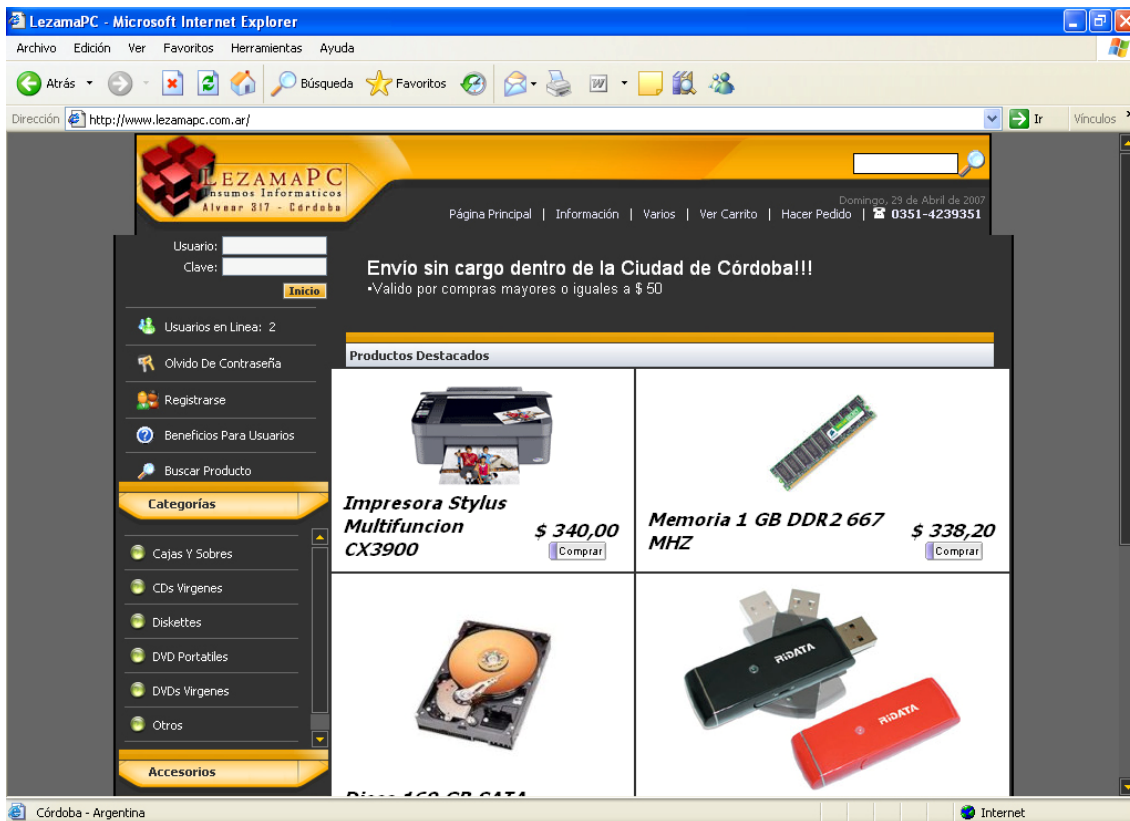 LezamaPC - Microsoft Internet Explorer
Archivo Edición Ver Favoritos Herramientas Ayuda
Atrás Búsqueda Favoritos
Dirección http://www.lezamapc.com.ar/ Ir Vínculos
LEZAMAPC
Insumos Informaticos
Alvear 317 - Córdoba
Domingo, 29 de Abril de 2007
Página Principal | Información | Varios | Ver Carrito | Hacer Pedido | 0351-4239351
Usuario:
Clave:
Inicio
Envío sin cargo dentro de la Ciudad de Córdoba!!!
•Valido por compras mayores o iguales a $ 50
Usuarios en Linea: 2
Olvido De Contraseña
Registrarse
Beneficios Para Usuarios
Buscar Producto
Categorías
Cajas Y Sobres
CDs Virgenes
Diskettes
DVD Portatiles
DVDs Virgenes
Otros
Accesorios
Productos Destacados
Impresora Stylus
Multifuncion
CX3900
$ 340,00
Comprar
Memoria 1 GB DDR2 667
MHZ
$ 338,20
Comprar
RiDATA
RiDATA
Disco 160 GB SATA
Córdoba - Argentina
Internet